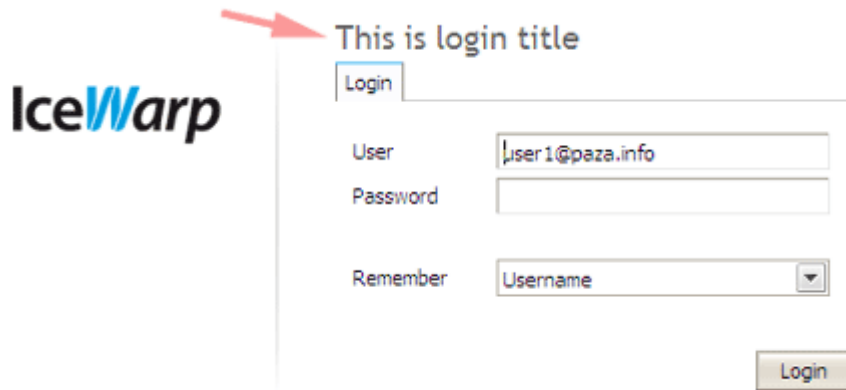 This is login title
Login
IceWarp
User user1@paza.info
Password
Remember Username
Login